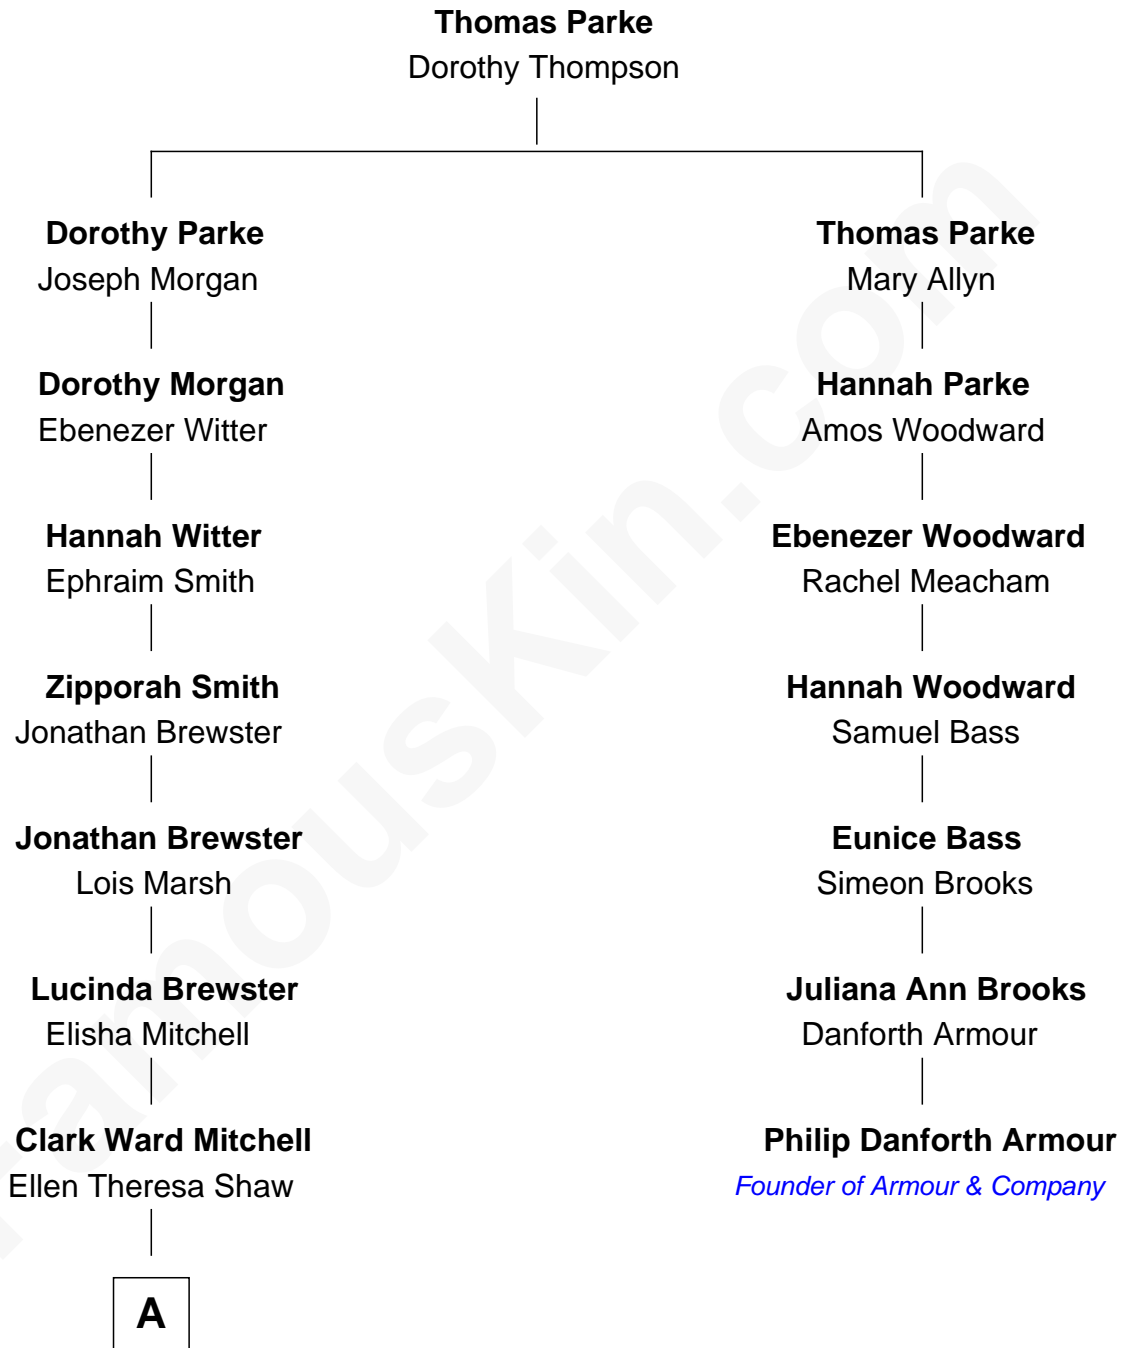 Thomas Parke
Dorothy Thompson
Dorothy Parke
Joseph Morgan
Thomas Parke
Mary Allyn
Dorothy Morgan
Ebenezer Witter
Hannah Parke
Amos Woodward
Hannah Witter
Ephraim Smith
Ebenezer Woodward
Rachel Meacham
Zipporah Smith
Jonathan Brewster
Hannah Woodward
Samuel Bass
Jonathan Brewster
Lois Marsh
Eunice Bass
Simeon Brooks
Lucinda Brewster
Elisha Mitchell
Juliana Ann Brooks
Danforth Armour
Clark Ward Mitchell
Ellen Theresa Shaw
Philip Danforth Armour
Founder of Armour & Company
A
FamousKin.com